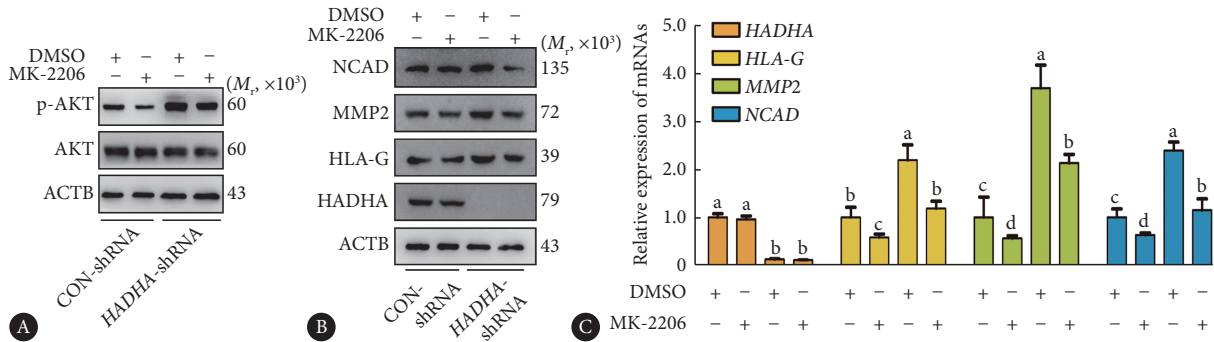 DMSO + − + −
MK-2206 − + − +
(Mr, ×10³)
p-AKT 60
AKT 60
ACTB 43
CON-shRNA
HADHA-shRNA
A
DMSO + − + −
MK-2206 − + − +
(Mr, ×10³)
NCAD 135
MMP2 72
HLA-G 39
HADHA 79
ACTB 43
CON-
shRNA
HADHA-
shRNA
B
Relative expression of mRNAs
5.0
4.0
3.0
2.0
1.0
0
HADHA
HLA-G
MMP2
NCAD
a a b b b c a b c d a b c d a b
DMSO + − + − + − + − + − + − + − + −
MK-2206 − + − + − + − + − + − + − + − +
C